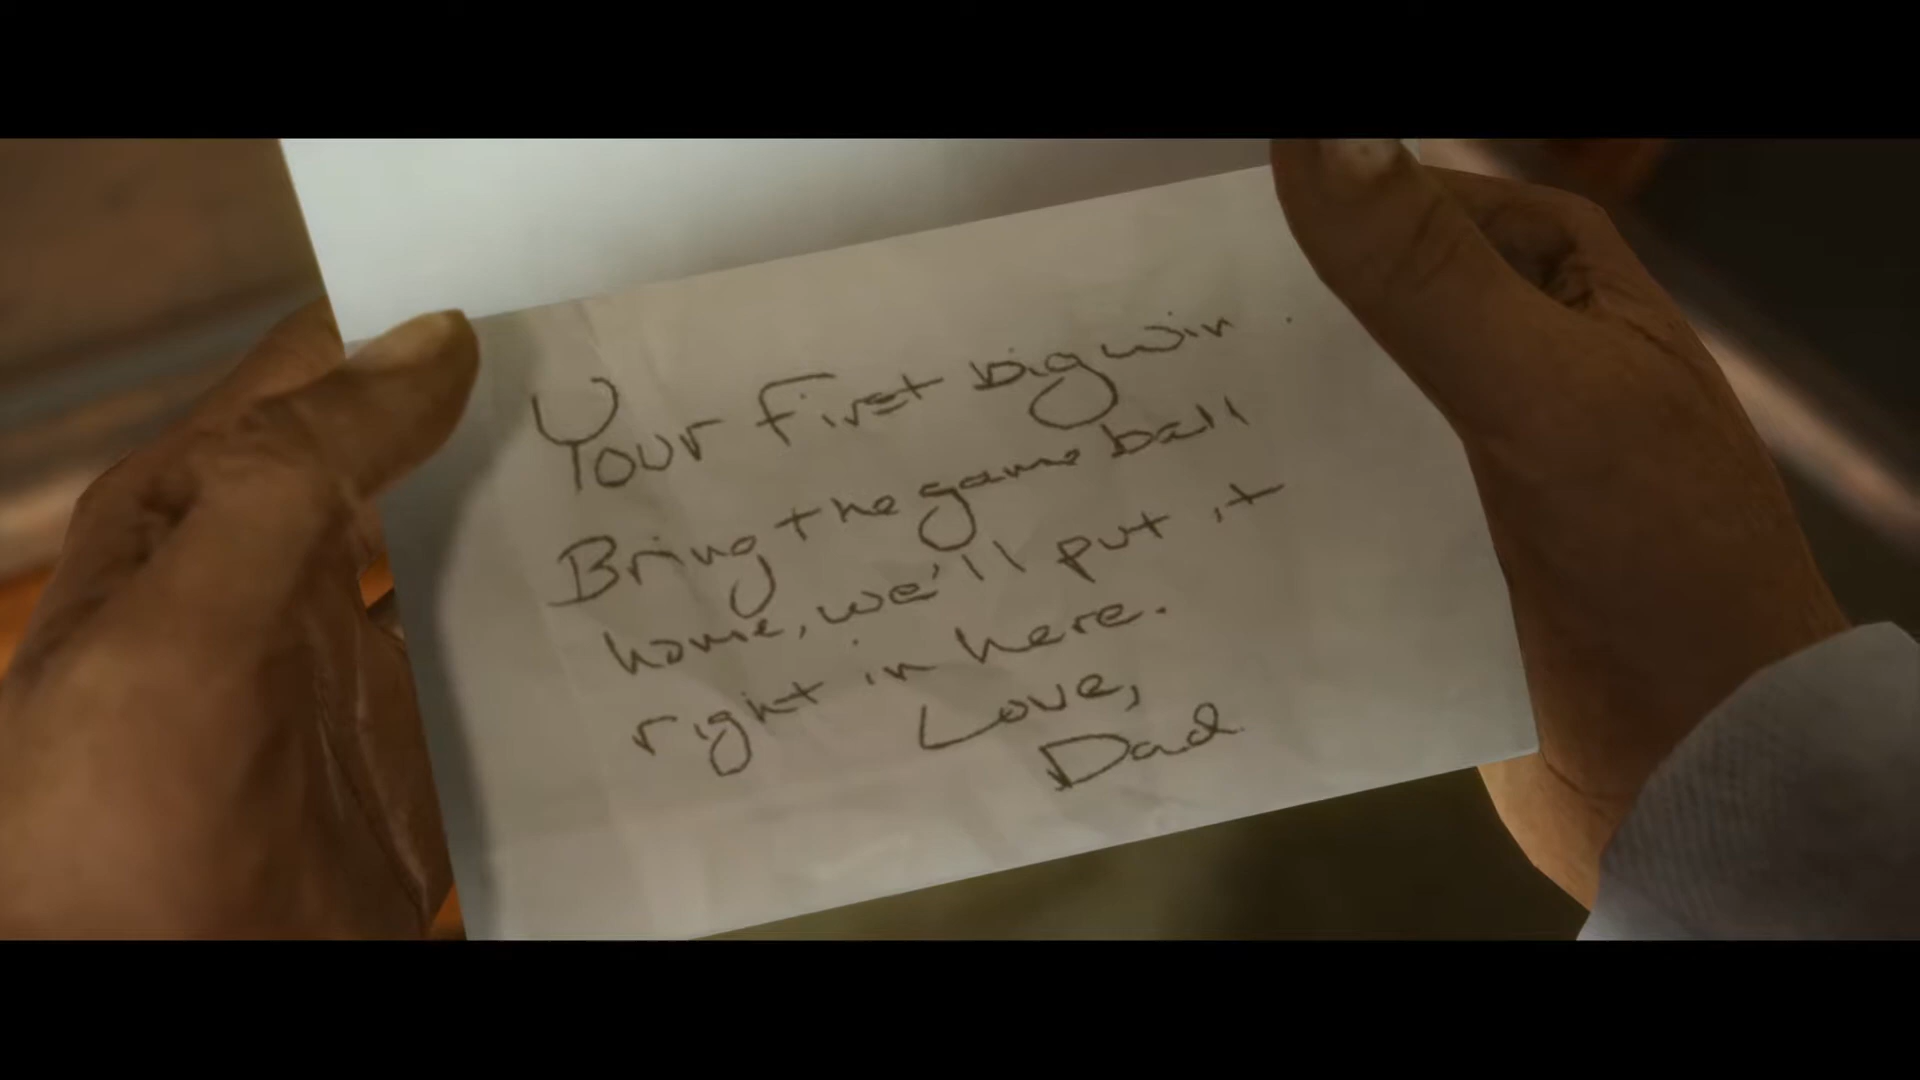 Your first big win.
Bring the game ball
home, we'll put it
right in here.
Love,
Dad